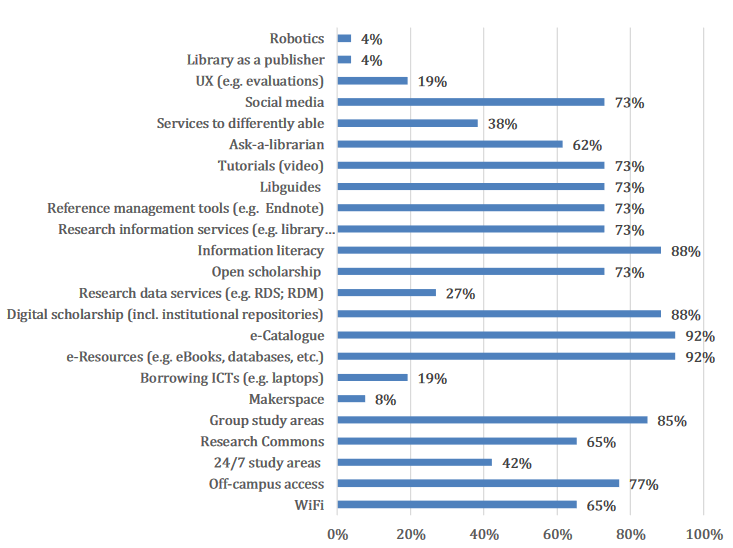 Robotics 4%
Library as a publisher 4%
UX (e.g. evaluations) 19%
Social media 73%
Services to differently able 38%
Ask-a-librarian 62%
Tutorials (video) 73%
Libguides 73%
Reference management tools (e.g. Endnote) 73%
Research information services (e.g. library... 73%
Information literacy 88%
Open scholarship 73%
Research data services (e.g. RDS; RDM) 27%
Digital scholarship (incl. institutional repositories) 88%
e-Catalogue 92%
e-Resources (e.g. eBooks, databases, etc.) 92%
Borrowing ICTs (e.g. laptops) 19%
Makerspace 8%
Group study areas 85%
Research Commons 65%
24/7 study areas 42%
Off-campus access 77%
WiFi 65%
0% 20% 40% 60% 80% 100%